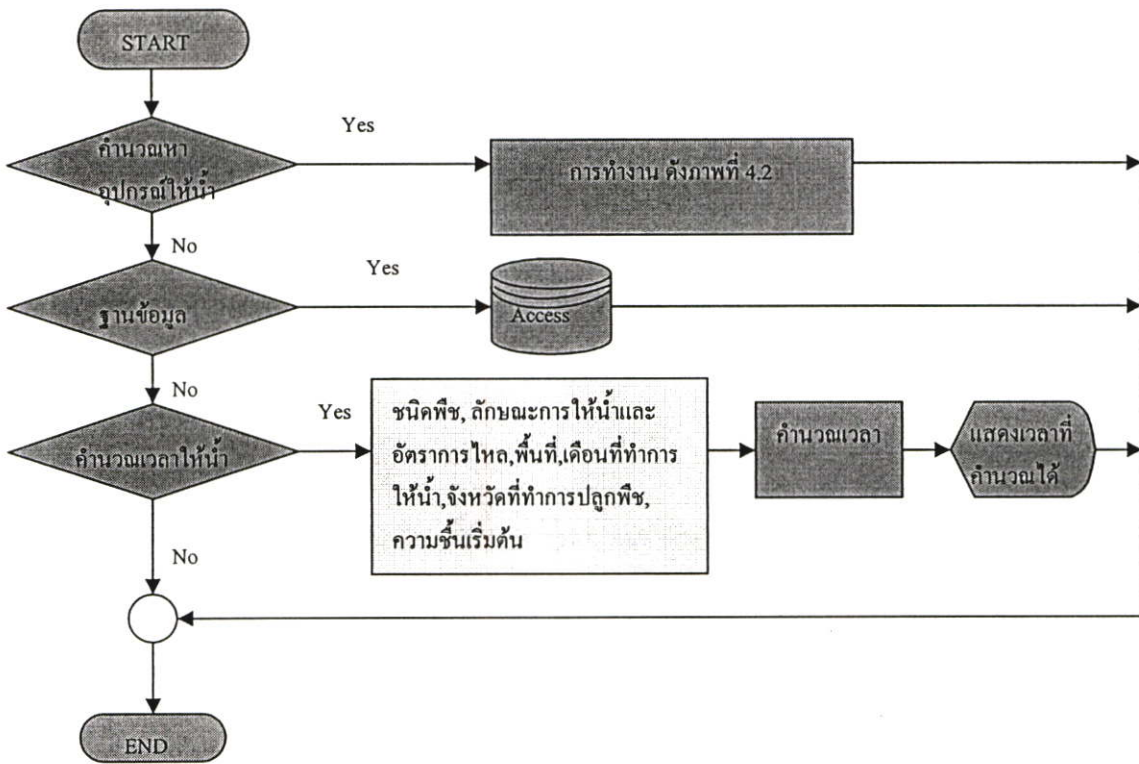 START
คำนวณหา
อุปกรณ์ให้น้ำ
Yes
การทำงาน ดังภาพที่ 4.2
No
ฐานข้อมูล
Yes
Access
No
คำนวณเวลาให้น้ำ
Yes
ชนิดพืช, ลักษณะการให้น้ำและ
อัตราการไหล,พื้นที่,เดือนที่ทำการ
ให้น้ำ,จังหวัดที่ทำการปลูกพืช,
ความชื้นเริ่มต้น
คำนวณเวลา
แสดงเวลาที่
คำนวณได้
No
END